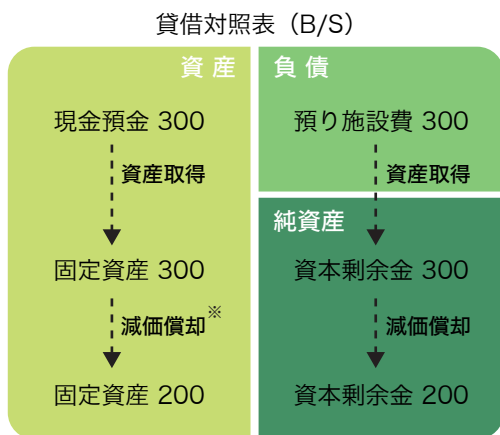 貸借対照表（B/S）
資 産
現金預金 300
資産取得
固定資産 300
減価償却※
固定資産 200
負 債
預り施設費 300
資産取得
純資産
資本剰余金 300
減価償却
資本剰余金 200